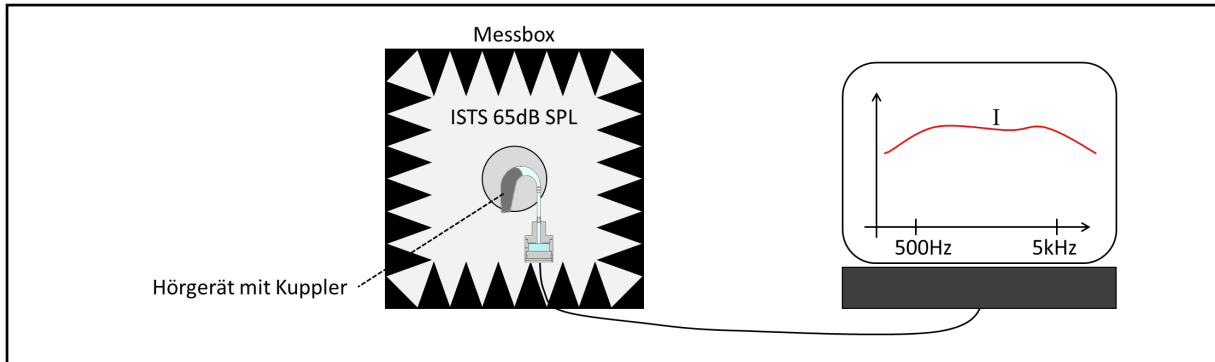 Messbox
ISTS 65dB SPL
I
500Hz
5kHz
Hörgerät mit Kuppler